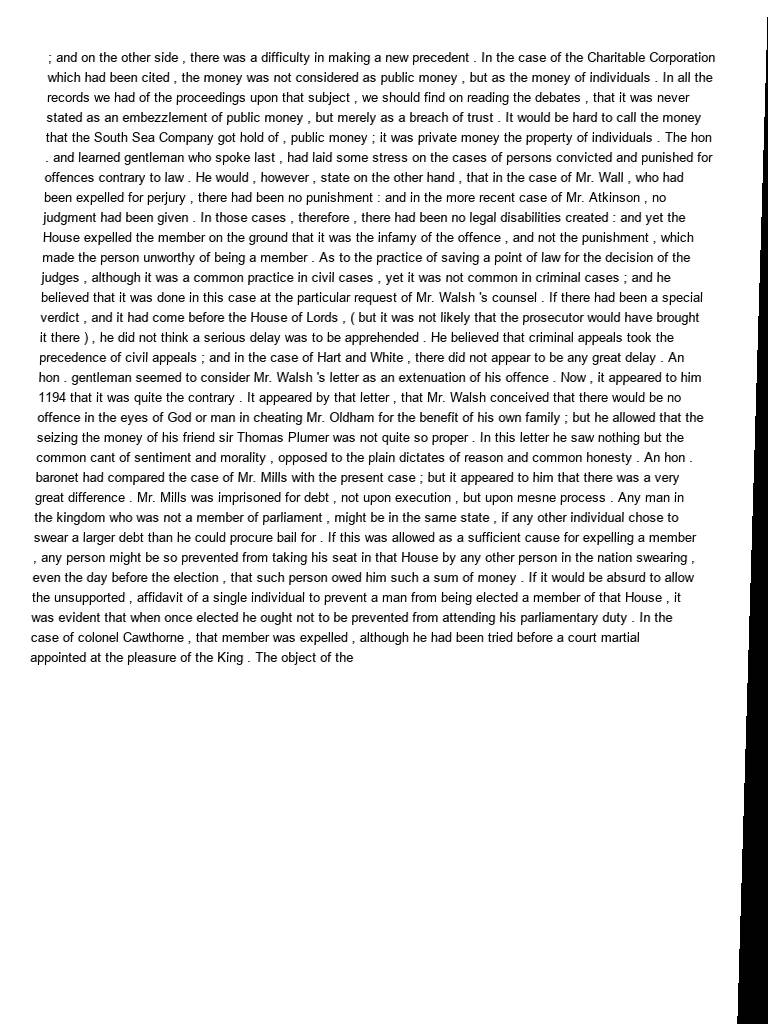 ; and on the other side , there was a difficulty in making a new precedent . In the case of the Charitable Corporation
which had been cited , the money was not considered as public money , but as the money of individuals . In all the
records we had of the proceedings upon that subject , we should find on reading the debates , that it was never
stated as an embezzlement of public money , but merely as a breach of trust . It would be hard to call the money
that the South Sea Company got hold of , public money ; it was private money the property of individuals . The hon
. and learned gentleman who spoke last , had laid some stress on the cases of persons convicted and punished for
offences contrary to law . He would , however , state on the other hand , that in the case of Mr. Wall , who had
been expelled for perjury , there had been no punishment : and in the more recent case of Mr. Atkinson , no
judgment had been given . In those cases , therefore , there had been no legal disabilities created : and yet the
House expelled the member on the ground that it was the infamy of the offence , and not the punishment , which
made the person unworthy of being a member . As to the practice of saving a point of law for the decision of the
judges , although it was a common practice in civil cases , yet it was not common in criminal cases ; and he
believed that it was done in this case at the particular request of Mr. Walsh 's counsel . If there had been a special
verdict , and it had come before the House of Lords , ( but it was not likely that the prosecutor would have brought
it there ) , he did not think a serious delay was to be apprehended . He believed that criminal appeals took the
precedence of civil appeals ; and in the case of Hart and White , there did not appear to be any great delay . An
hon . gentleman seemed to consider Mr. Walsh 's letter as an extenuation of his offence . Now , it appeared to him
1194 that it was quite the contrary . It appeared by that letter , that Mr. Walsh conceived that there would be no
offence in the eyes of God or man in cheating Mr. Oldham for the benefit of his own family ; but he allowed that the
seizing the money of his friend sir Thomas Plumer was not quite so proper . In this letter he saw nothing but the
common cant of sentiment and morality , opposed to the plain dictates of reason and common honesty . An hon .
baronet had compared the case of Mr. Mills with the present case ; but it appeared to him that there was a very
great difference . Mr. Mills was imprisoned for debt , not upon execution , but upon mesne process . Any man in
the kingdom who was not a member of parliament , might be in the same state , if any other individual chose to
swear a larger debt than he could procure bail for . If this was allowed as a sufficient cause for expelling a member
, any person might be so prevented from taking his seat in that House by any other person in the nation swearing ,
even the day before the election , that such person owed him such a sum of money . If it would be absurd to allow
the unsupported , affidavit of a single individual to prevent a man from being elected a member of that House , it
was evident that when once elected he ought not to be prevented from attending his parliamentary duty . In the
case of colonel Cawthorne , that member was expelled , although he had been tried before a court martial
appointed at the pleasure of the King . The object of the